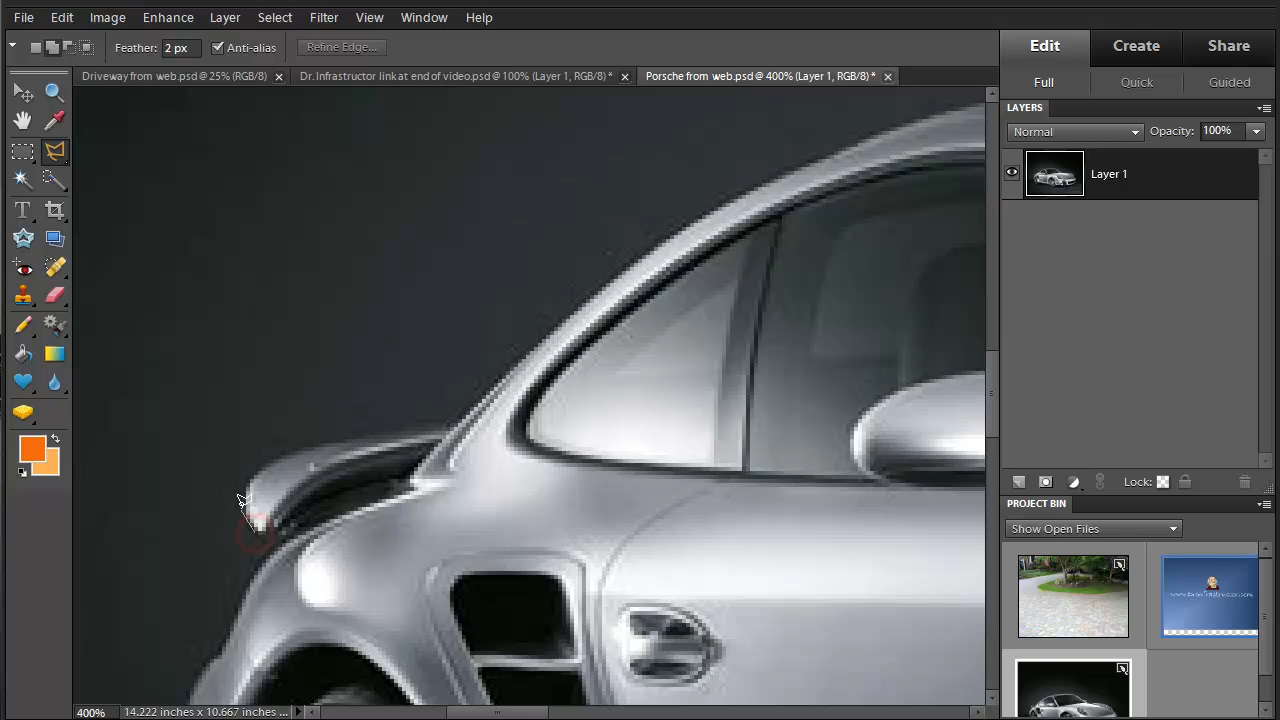 File Edit Image Enhance Layer Select Filter View Window Help
Feather: 2 px Anti-alias Refine Edge...
Edit Create Share
Driveway from web.psd @ 25% (RGB/8) Dr. Infrastructor link at end of video.psd @ 100% (Layer 1, RGB/8) * Porsche from web.psd @ 400% (Layer 1, RGB/8) *
Full Quick Guided
LAYERS
Normal Opacity: 100%
Layer 1
T
Lock:
PROJECT BIN
Show Open Files
400% 14.222 inches x 10.667 inches ...